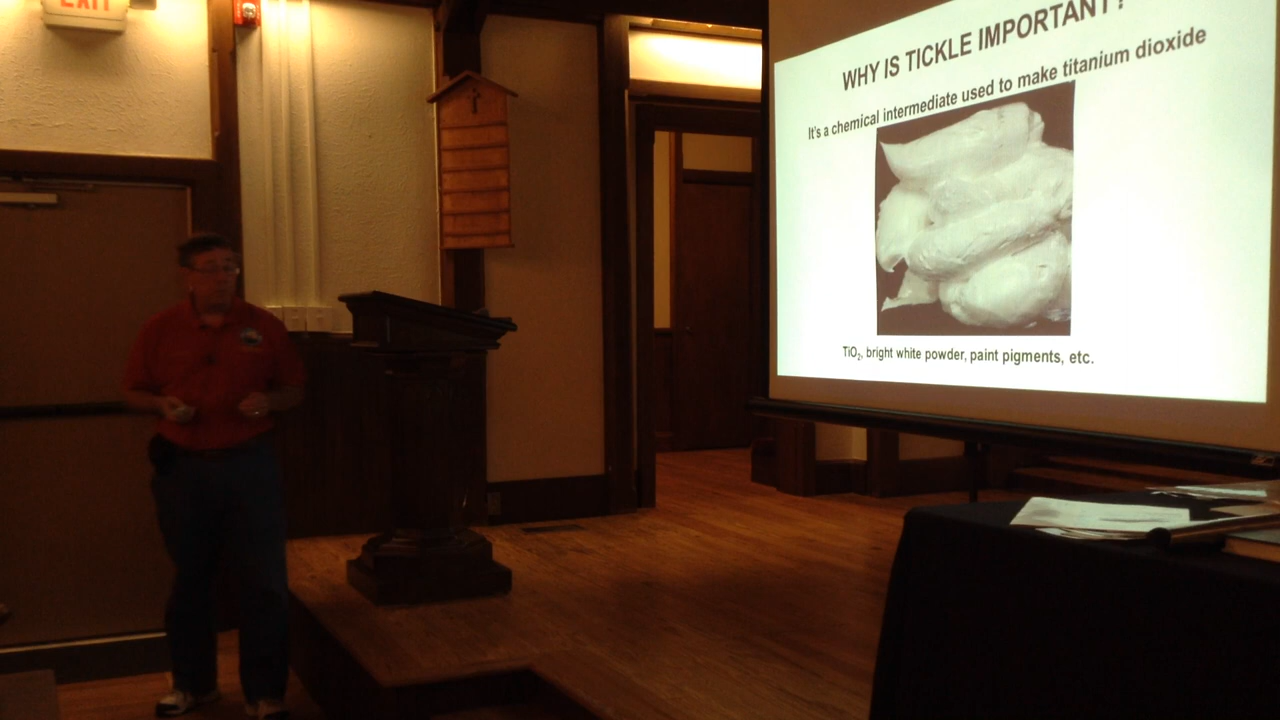 EXIT
WHY IS TICKLE IMPORTANT?
It's a chemical intermediate used to make titanium dioxide
TiO₂, bright white powder, paint pigments, etc.